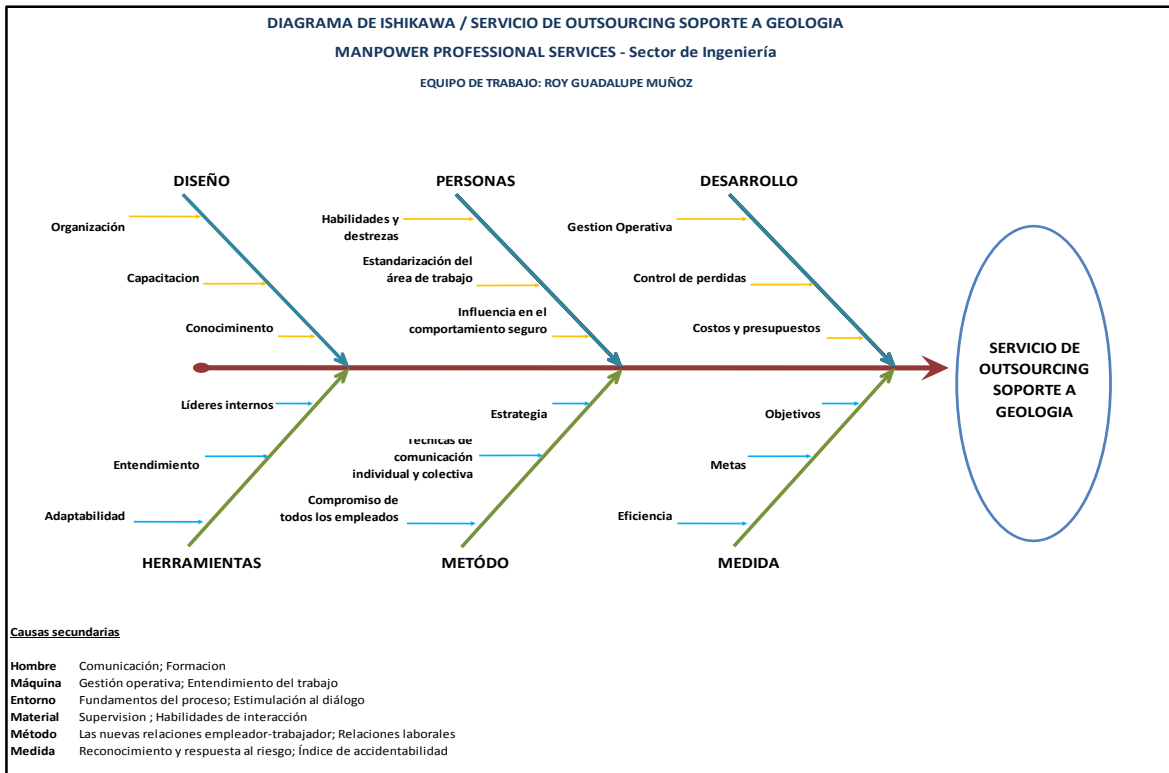 DIAGRAMA DE ISHIKAWA / SERVICIO DE OUTSOURCING SOPORTE A GEOLOGIA
MANPOWER PROFESSIONAL SERVICES - Sector de Ingeniería
EQUIPO DE TRABAJO: ROY GUADALUPE MUÑOZ
DISEÑO
Organización
Capacitacion
Conociminento
PERSONAS
Habilidades y
destrezas
Estandarización del
área de trabajo
Influencia en el
comportamiento seguro
DESARROLLO
Gestion Operativa
Control de perdidas
Costos y presupuestos
SERVICIO DE
OUTSOURCING
SOPORTE A
GEOLOGIA
Líderes internos
Entendimiento
Adaptabilidad
HERRAMIENTAS
Estrategia
Técnicas de
comunicación
individual y colectiva
Compromiso de
todos los empleados
METÓDO
Objetivos
Metas
Eficiencia
MEDIDA
Causas secundarias
Hombre Comunicación; Formacion
Máquina Gestión operativa; Entendimiento del trabajo
Entorno Fundamentos del proceso; Estimulación al diálogo
Material Supervision ; Habilidades de interacción
Método Las nuevas relaciones empleador-trabajador; Relaciones laborales
Medida Reconocimiento y respuesta al riesgo; Índice de accidentabilidad